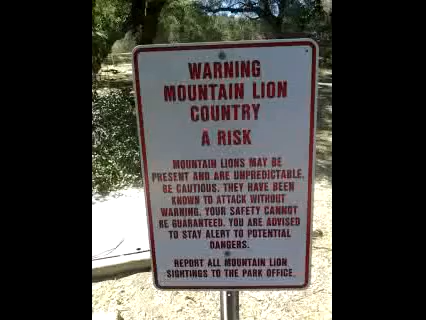 WARNING
MOUNTAIN LION
COUNTRY
A RISK
MOUNTAIN LIONS MAY BE
PRESENT AND ARE UNPREDICTABLE.
BE CAUTIOUS. THEY HAVE BEEN
KNOWN TO ATTACK WITHOUT
WARNING. YOUR SAFETY CANNOT
BE GUARANTEED. YOU ARE ADVISED
TO STAY ALERT TO POTENTIAL
DANGERS.
REPORT ALL MOUNTAIN LION
SIGHTINGS TO THE PARK OFFICE.